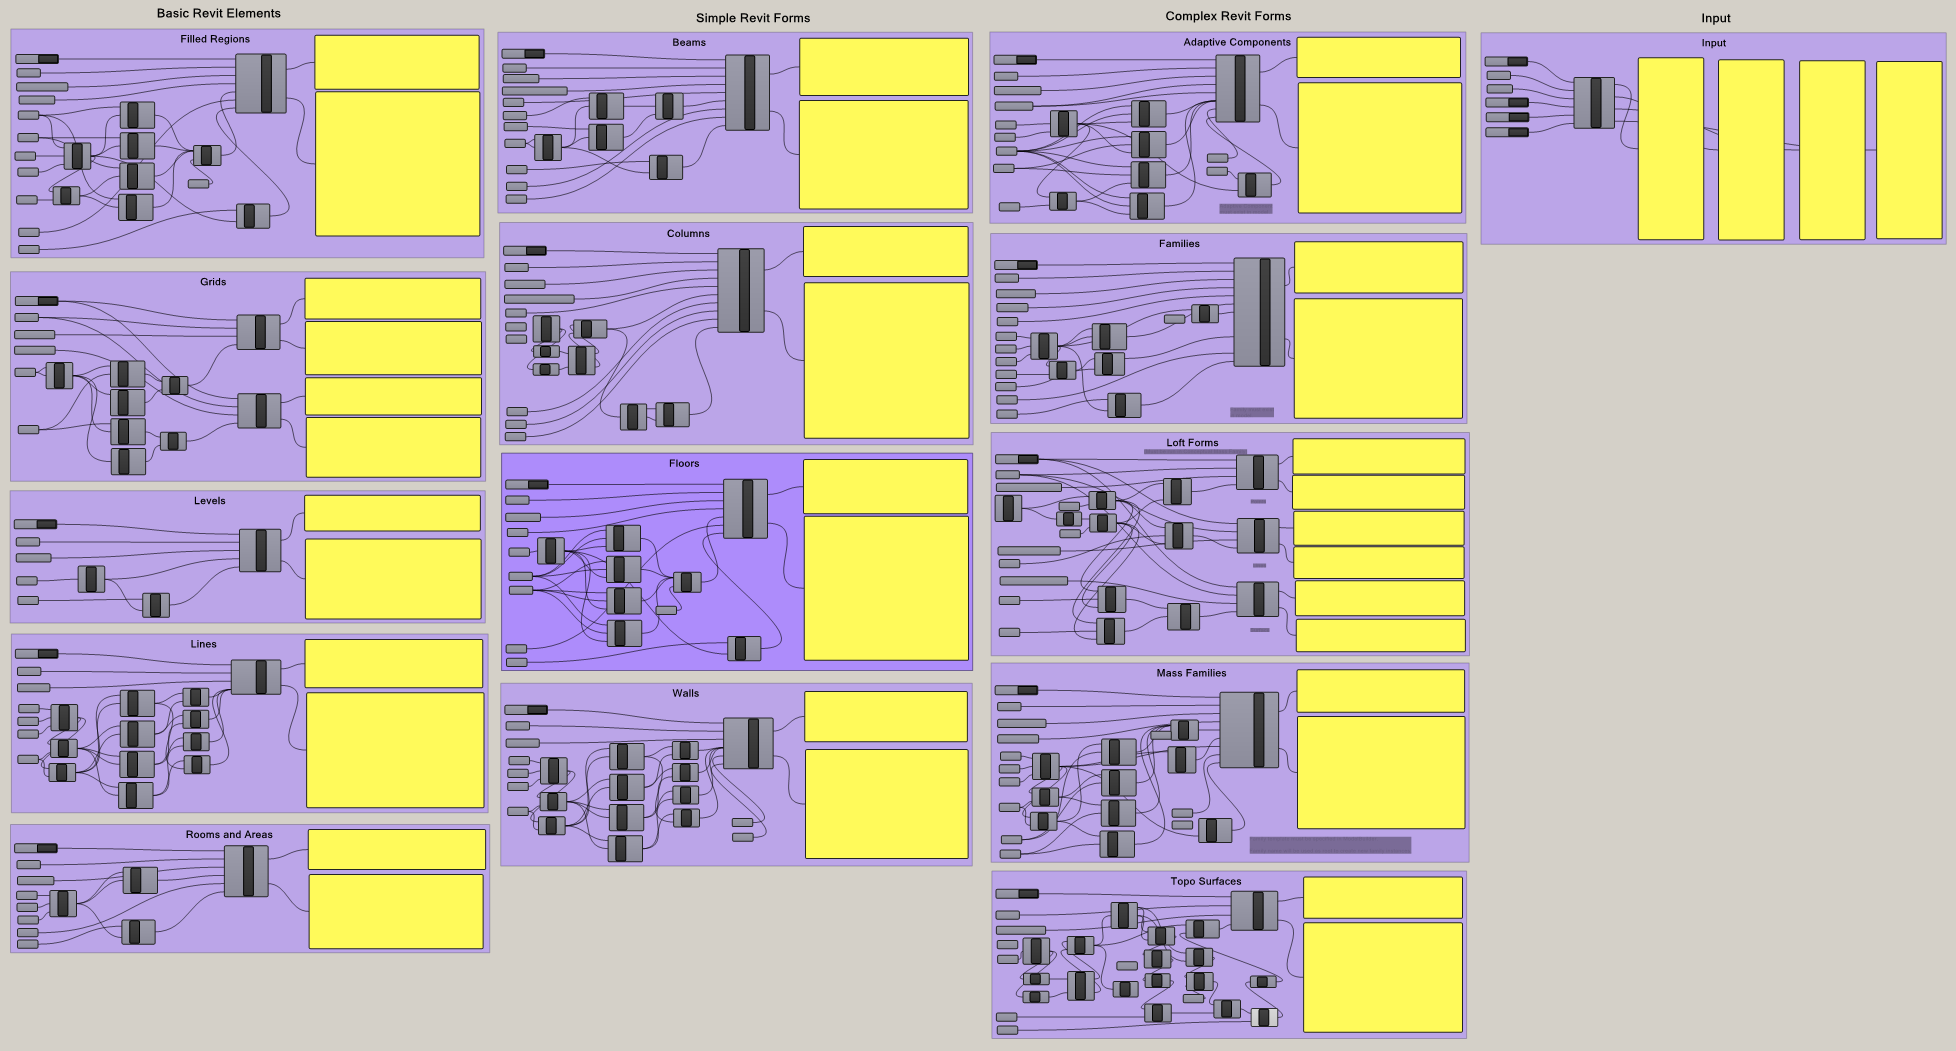 Basic Revit Elements
Filled Regions
Grids
Levels
Lines
Rooms and Areas
Simple Revit Forms
Beams
Columns
Floors
Walls
Complex Revit Forms
Adaptive Components
Families
Loft Forms
Mass Families
Topo Surfaces
Input
Input